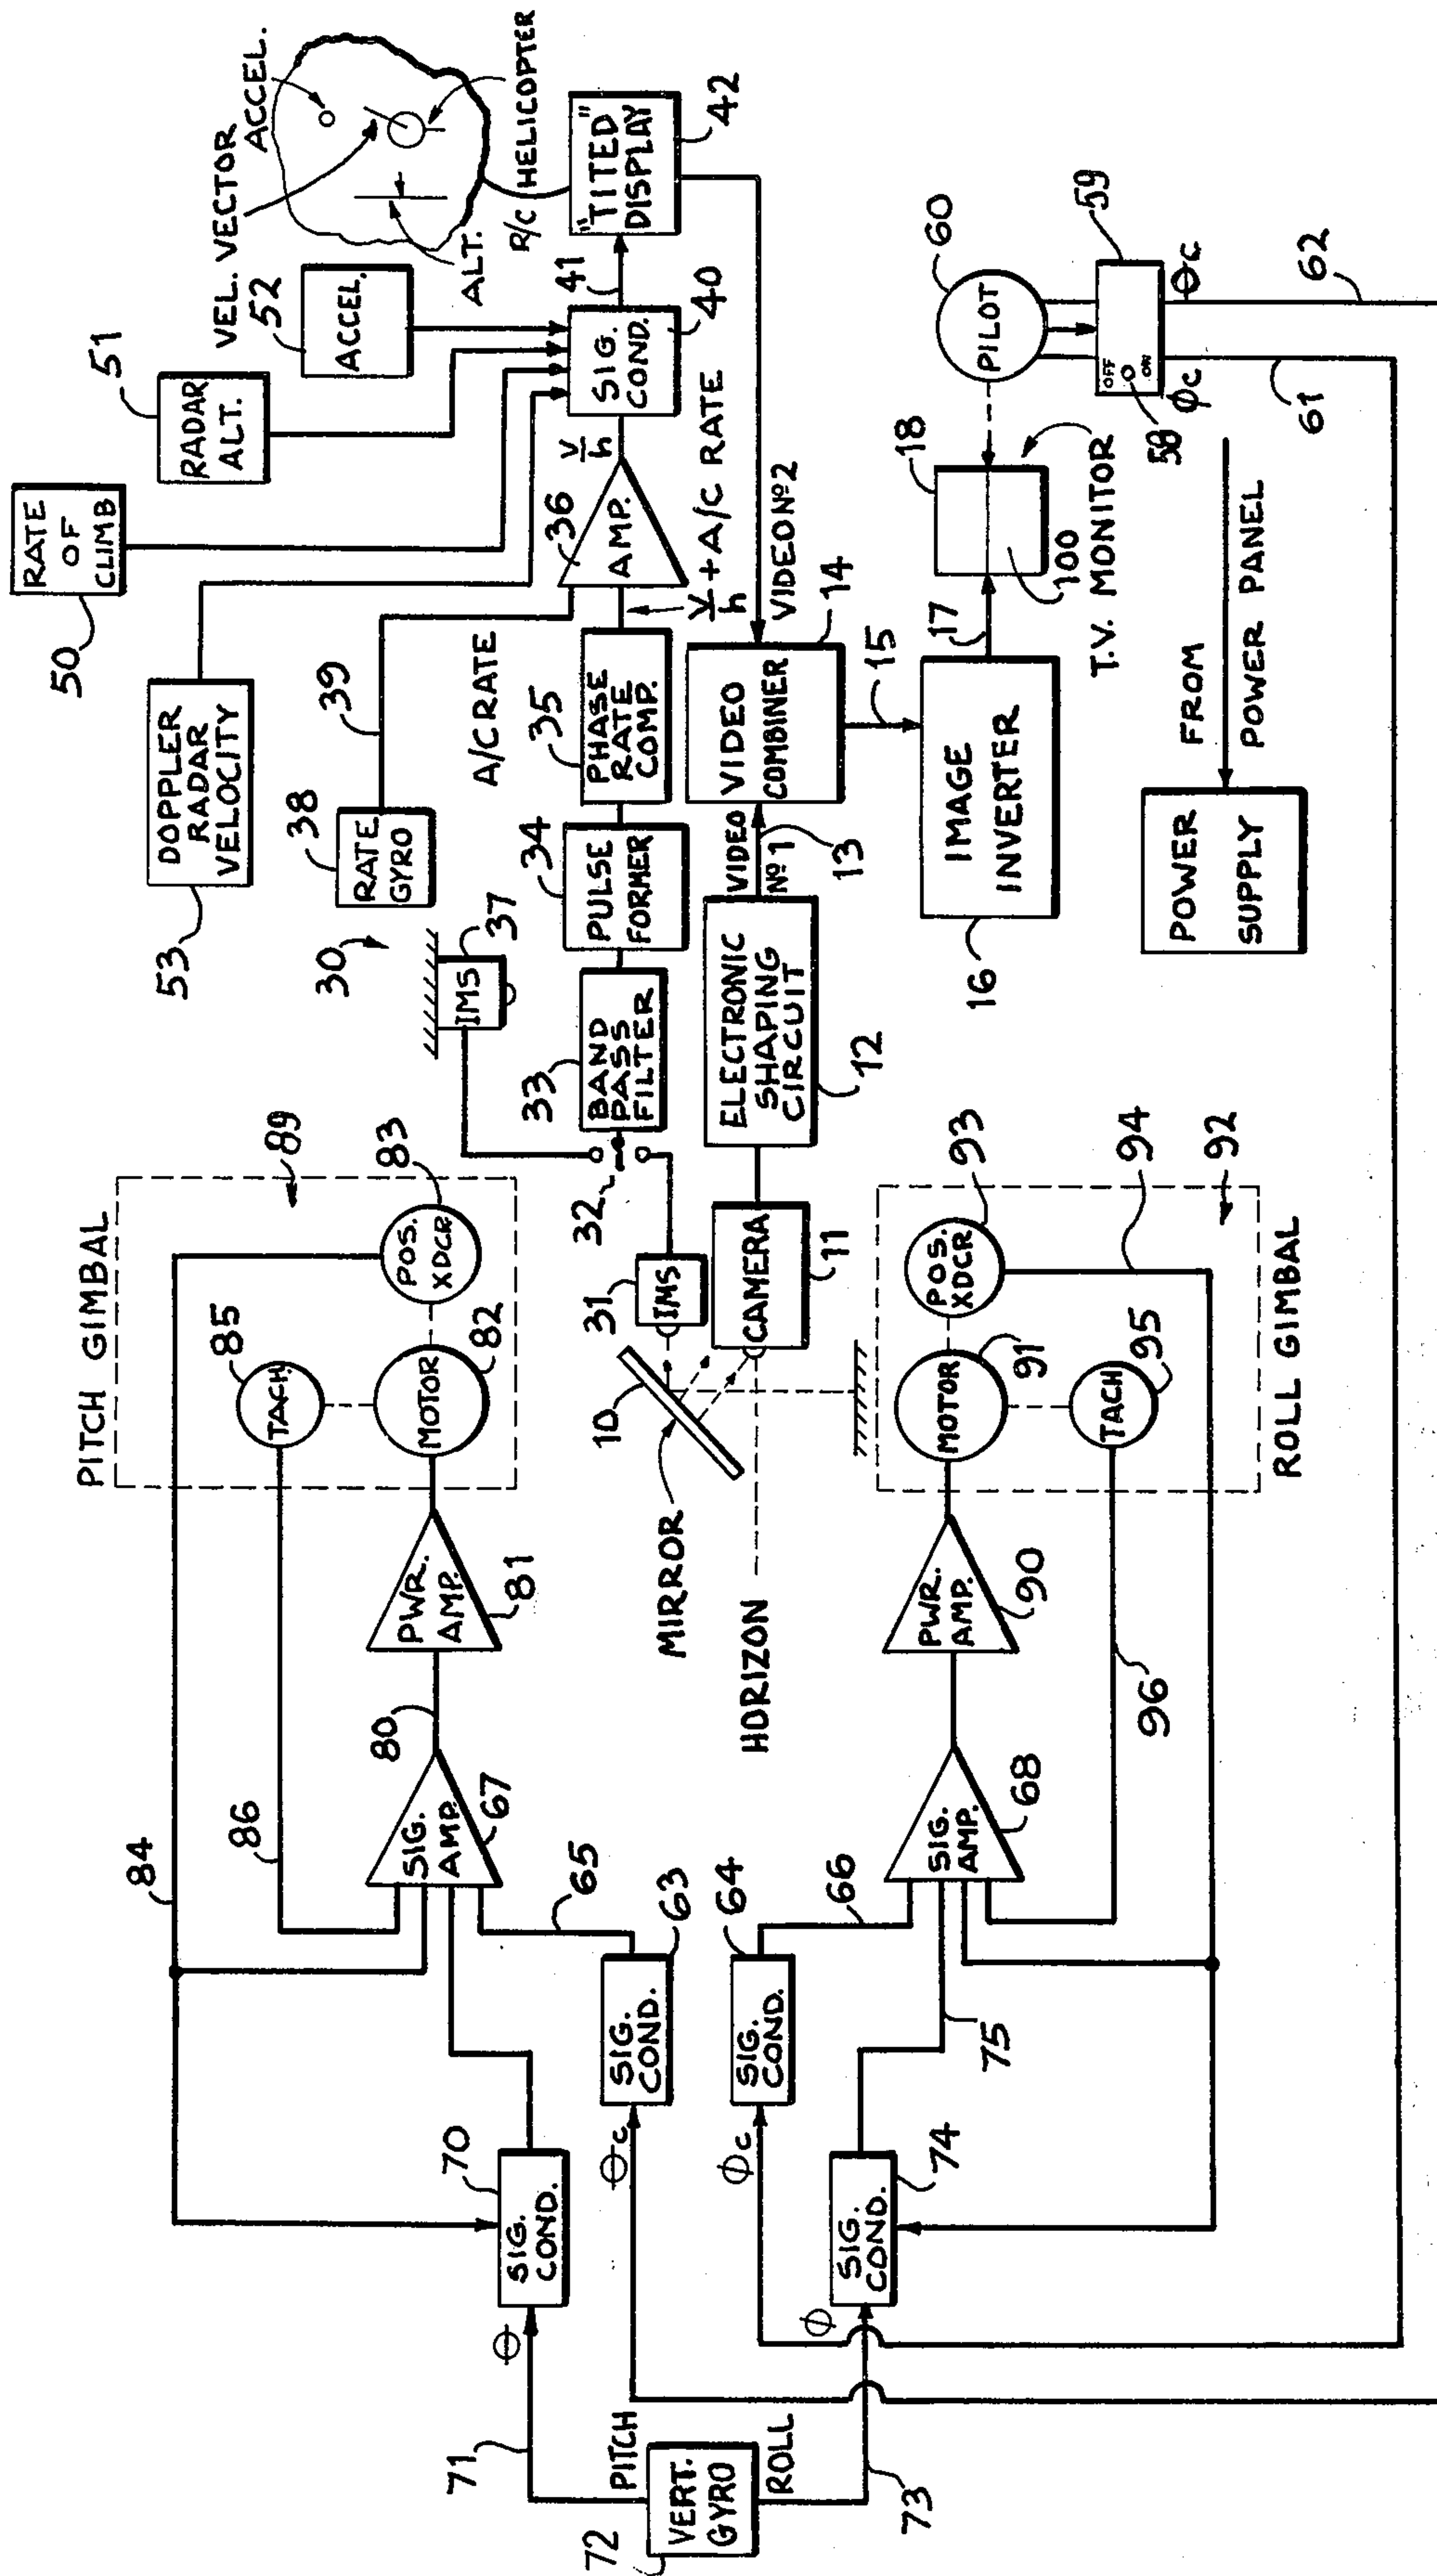 PITCH GIMBAL
89
84
86
85
TACH.
83
POS.
XDCR
MOTOR
82
PWR.
AMP.
81
80
SIG.
AMP.
67
65
70
SIG.
COND.
Θ
71
72
VERT.
GYRO
PITCH
ROLL
73
Θc
SIG.
COND.
63
Φc
64
SIG.
COND.
66
Φ
SIG.
COND.
74
75
SIG.
AMP.
68
PWR.
AMP.
90
MOTOR
91
POS.
XDCR
93
94
92
TACH
95
96
ROLL GIMBAL
MIRROR
10
HORIZON
31
IMS
32
CAMERA
11
37
IMS
30
33
BAND
PASS
FILTER
34
PULSE
FORMER
35
PHASE
RATE
COMP.
ELECTRONIC
SHAPING
CIRCUIT
12
VIDEO
Nº1
13
VIDEO
COMBINER
14
15
VIDEO Nº2
IMAGE
INVERTER
16
17
18
100
T.V. MONITOR
POWER
SUPPLY
FROM
POWER PANEL
53
DOPPLER
RADAR
VELOCITY
50
RATE
OF
CLIMB
51
RADAR
ALT.
52
ACCEL.
38
RATE
GYRO
39
A/C RATE
36
AMP.
V/h
V/h + A/C RATE
SIG.
COND.
40
41
"TITED"
DISPLAY
42
VEL. VECTOR
ACCEL.
ALT.
R/C
HELICOPTER
60
PILOT
59
OFF
ON
58
Φc
Θc
61
62